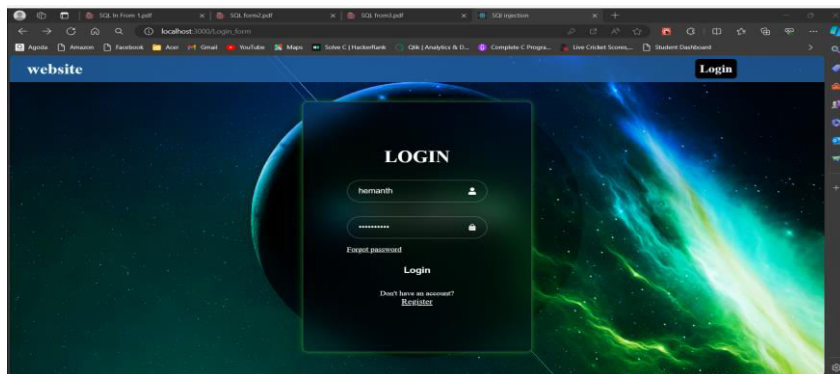 SQL In From 1.pdf
SQL form2.pdf
SQL from3.pdf
SQl injection
localhost:3000/Login_form
Agoda Amazon Facebook Acer Gmail YouTube Maps Solve C | HackerRank Qlik | Analytics & D... Complete C Progra... Live Cricket Scores,... Student Dashboard
website
Login
LOGIN
hemanth
••••••••••
Forgot password
Login
Don't have an account?
Register